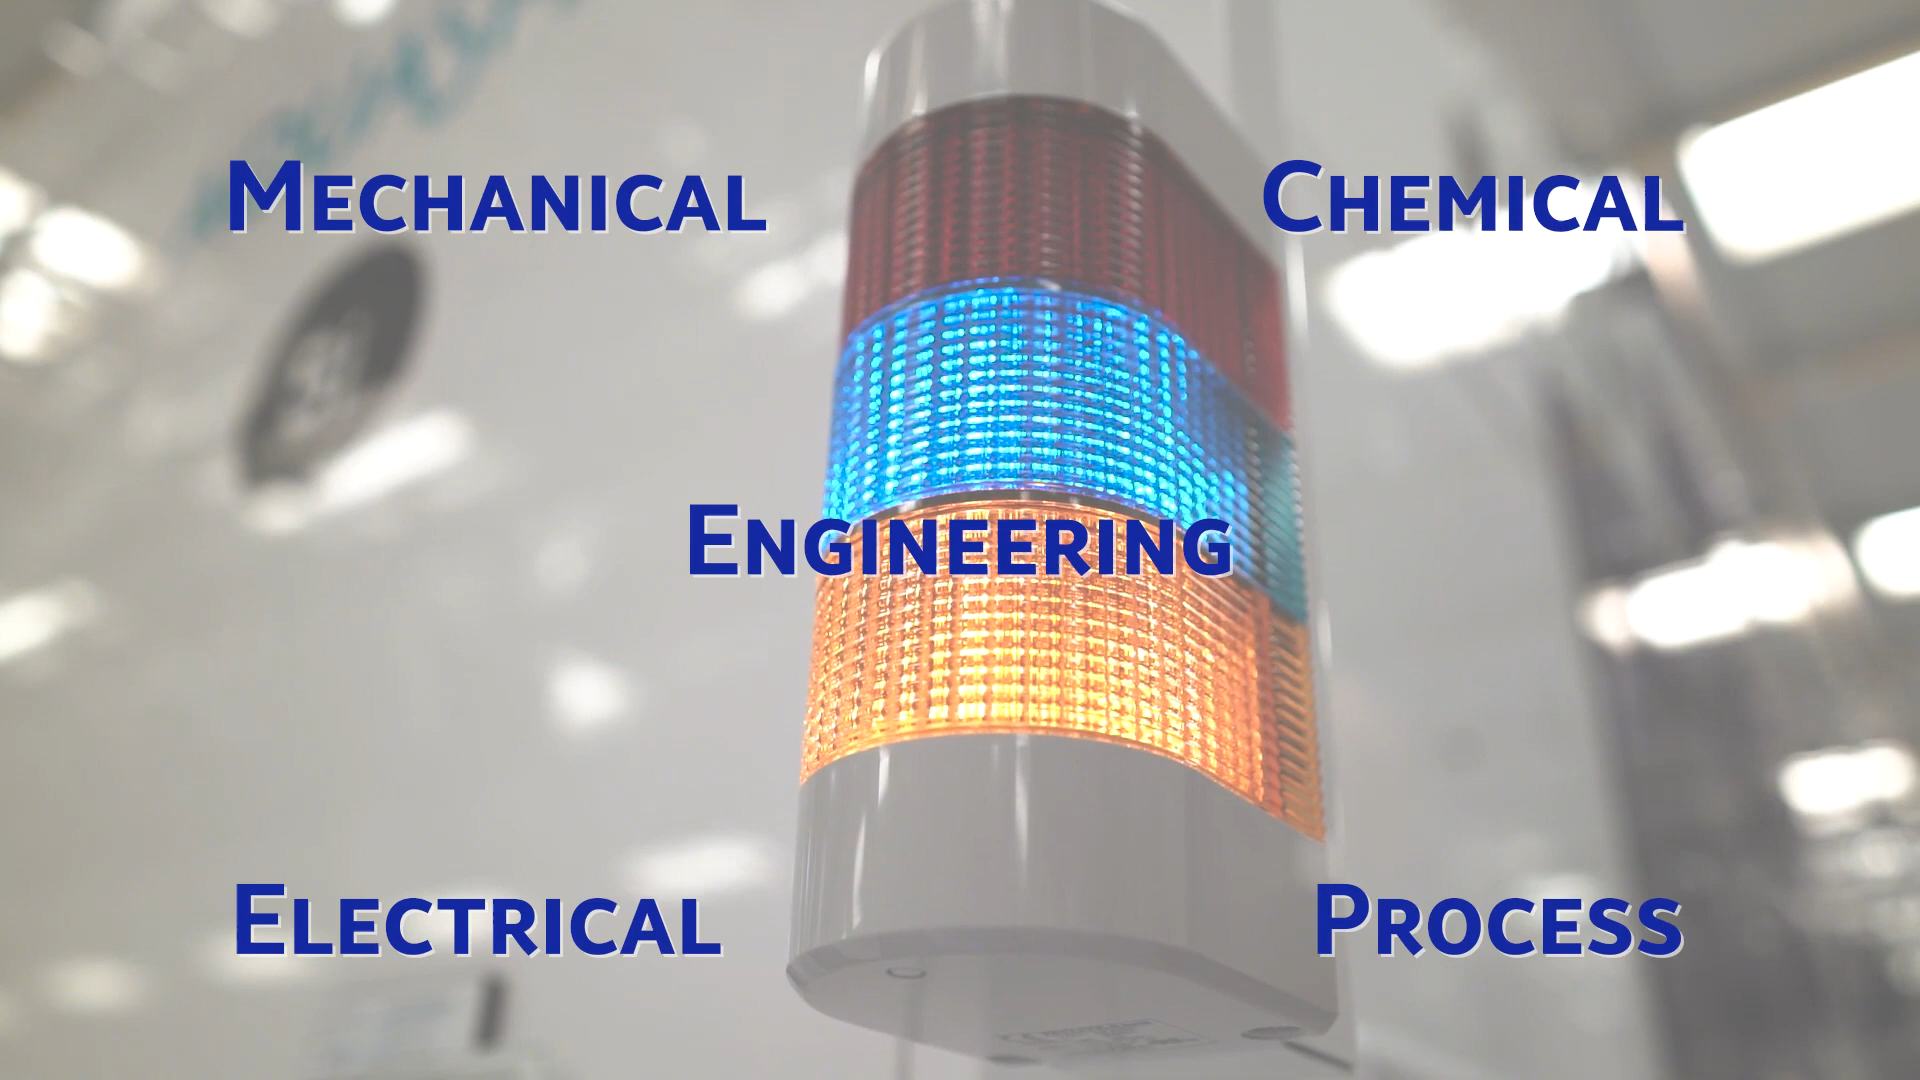 Mechanical
Chemical
Engineering
Electrical
Process